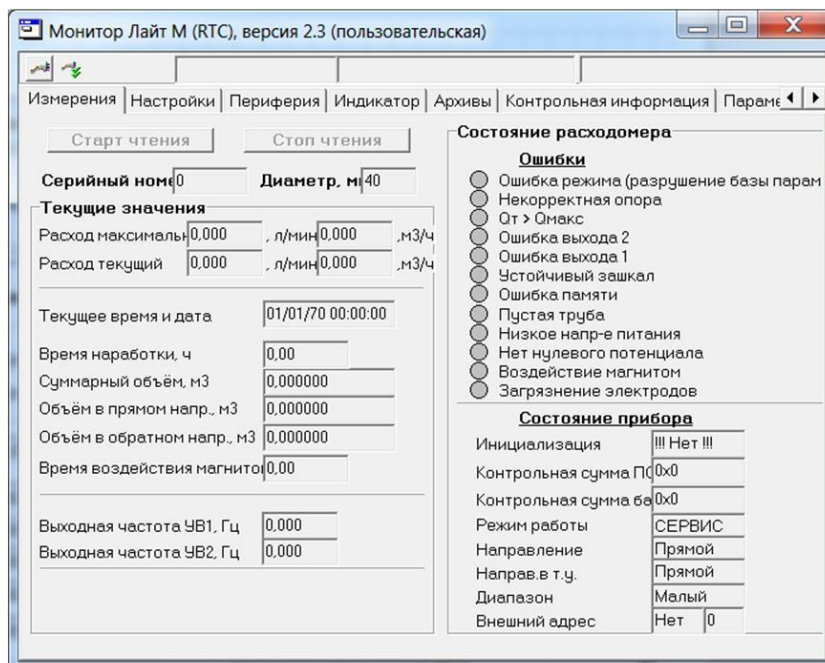 Монитор Лайт М (RTC), версия 2.3 (пользовательская)
Измерения Настройки Периферия Индикатор Архивы Контрольная информация Параме
Старт чтения Стоп чтения
Серийный номе 0 Диаметр, м 40
Текущие значения
Расход максимальн 0,000 , л/мин 0,000 ,м3/ч
Расход текущий 0,000 , л/мин 0,000 ,м3/ч
Текущее время и дата 01/01/70 00:00:00
Время наработки, ч 0,00
Суммарный объём, м3 0,000000
Объём в прямом напр., м3 0,000000
Объём в обратном напр., м3 0,000000
Время воздействия магнито 0,00
Выходная частота УВ1, Гц 0,000
Выходная частота УВ2, Гц 0,000
Состояние расходомера
Ошибки
Ошибка режима (разрушение базы парам
Некорректная опора
Qт > Qмакс
Ошибка выхода 2
Ошибка выхода 1
Устойчивый зашкал
Ошибка памяти
Пустая труба
Низкое напр-е питания
Нет нулевого потенциала
Воздействие магнитом
Загрязнение электродов
Состояние прибора
Инициализация !!! Нет !!!
Контрольная сумма ПО 0x0
Контрольная сумма ба 0x0
Режим работы СЕРВИС
Направление Прямой
Направ.в т.у. Прямой
Диапазон Малый
Внешний адрес Нет 0